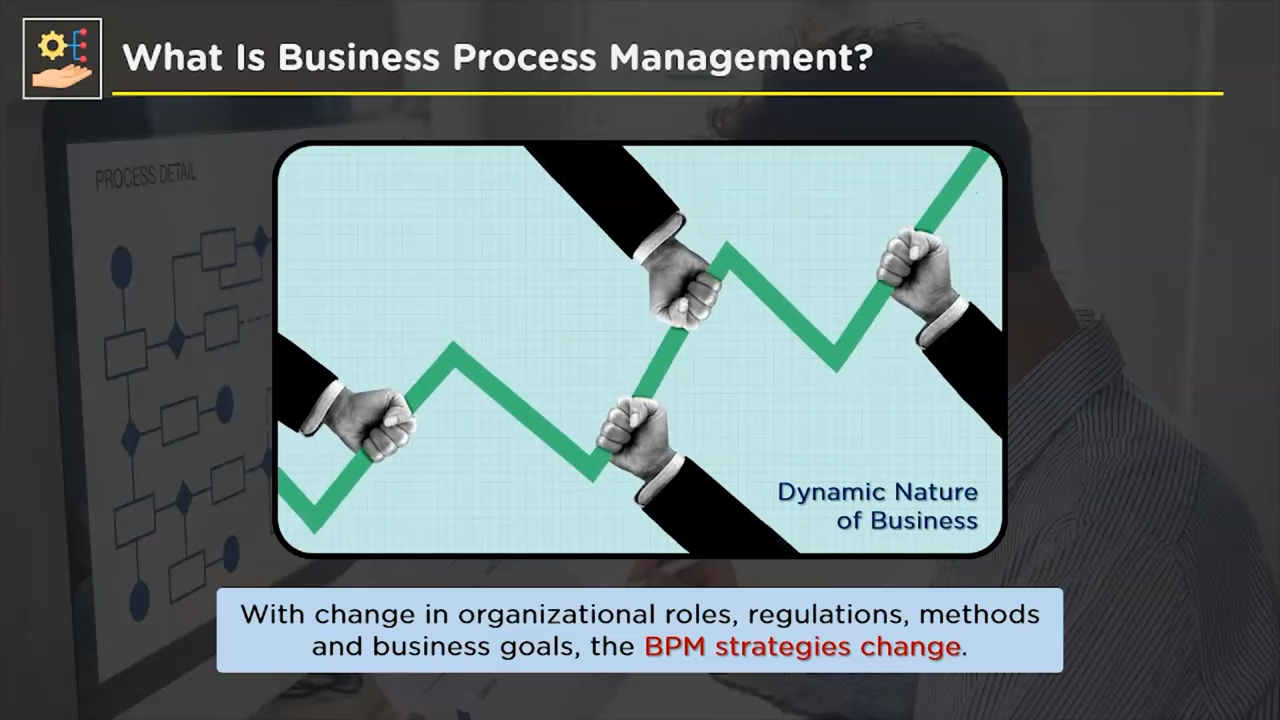 What Is Business Process Management?
PROCESS DETAIL
Dynamic Nature
of Business
With change in organizational roles, regulations, methods
and business goals, the BPM strategies change.